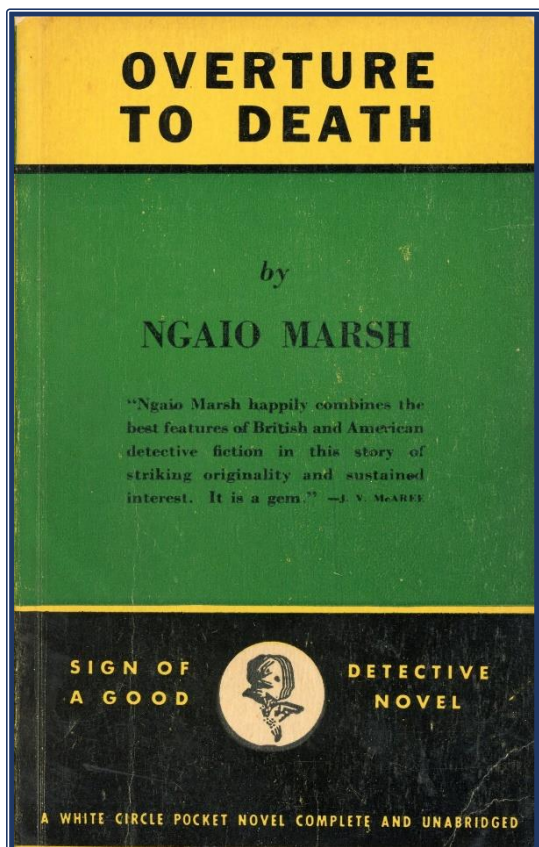 OVERTURE
TO DEATH
by
NGAIO MARSH
"Ngaio Marsh happily combines the
best features of British and American
detective fiction in this story of
striking originality and sustained
interest. It is a gem." —J. V. McAREE
SIGN OF
A GOOD
DETECTIVE
NOVEL
A WHITE CIRCLE POCKET NOVEL COMPLETE AND UNABRIDGED